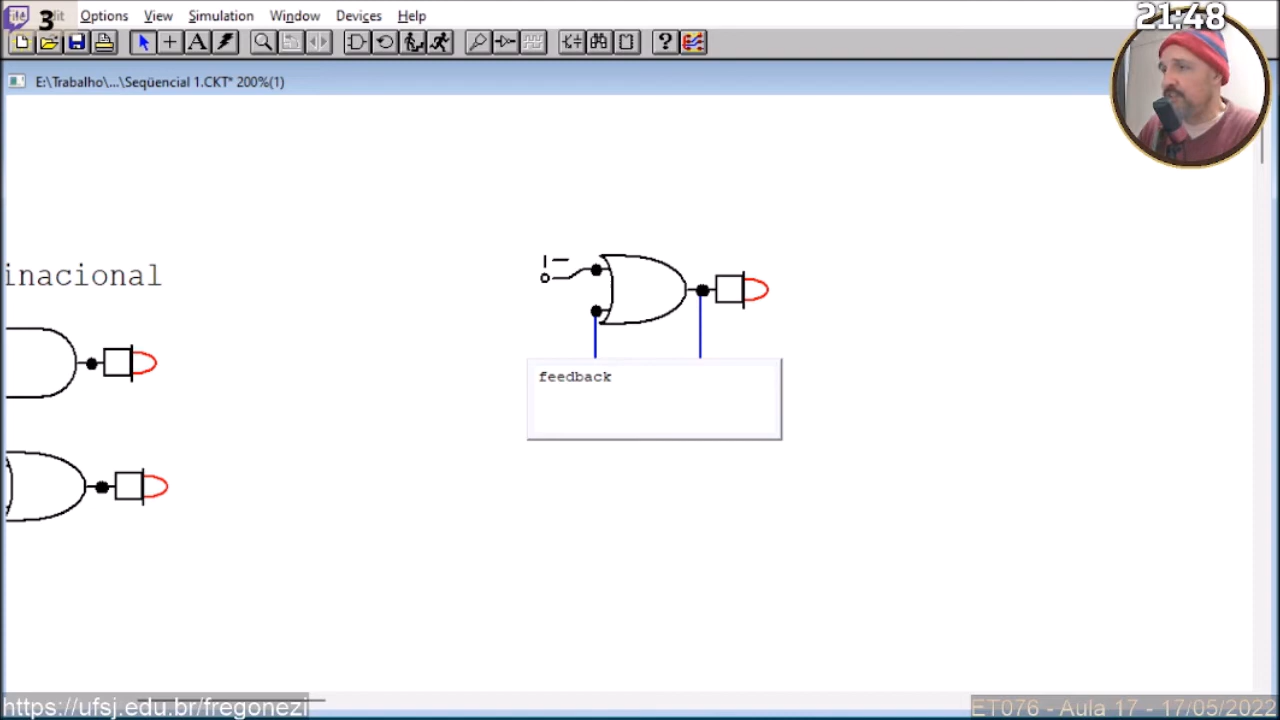 3
Options View Simulation Window Devices Help
21:48
E:\Trabalho\...\Seqüencial 1.CKT* 200%(1)
inacional
feedback
https://ufsj.edu.br/fregonezi
ET076 - Aula 17 - 17/05/2022